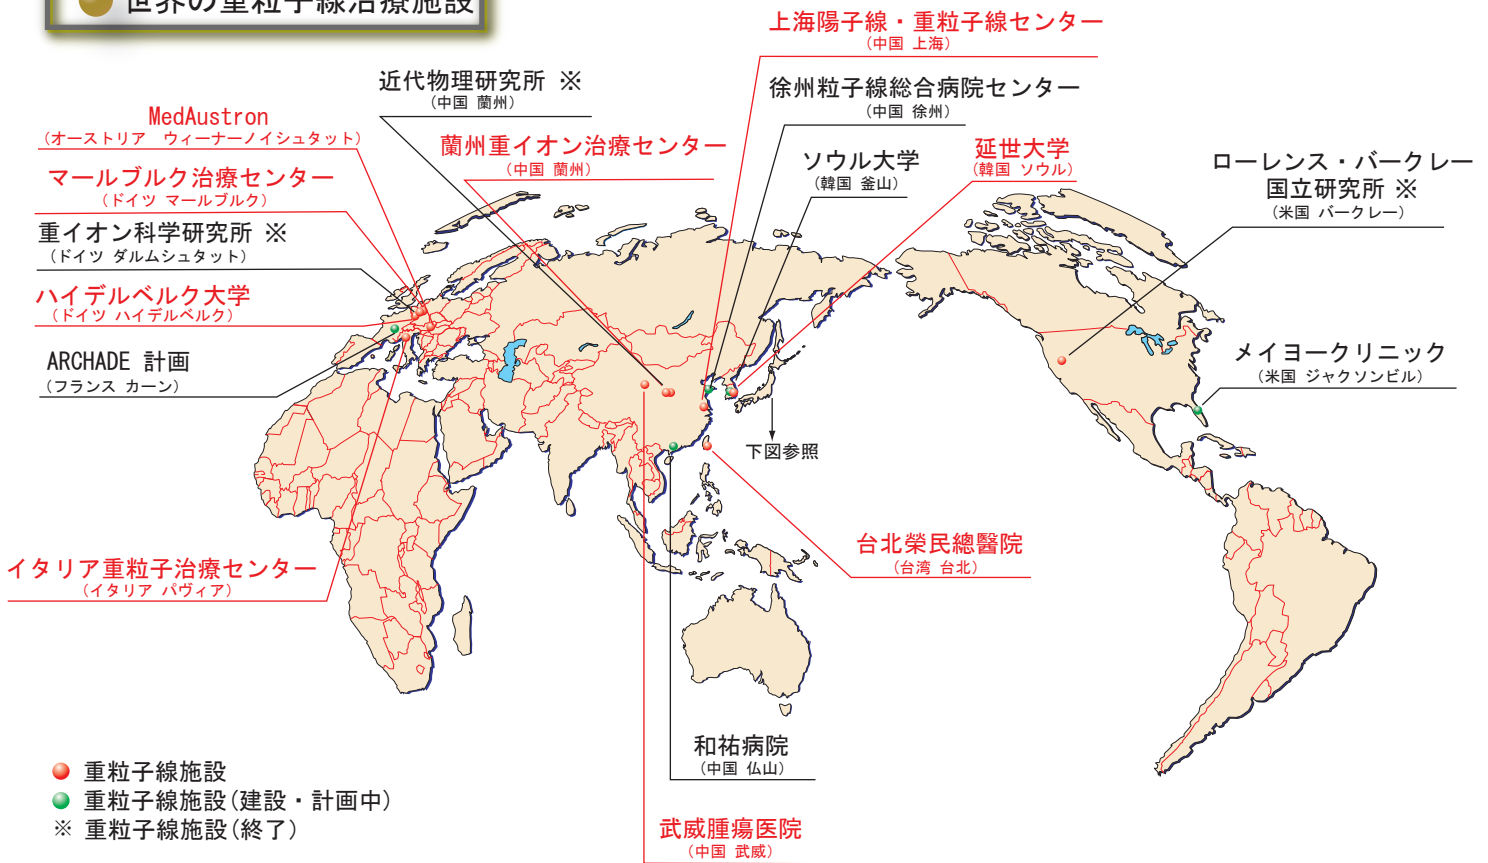 世界の重粒子線治療施設
上海陽子線・重粒子線センター
(中国 上海)
近代物理研究所 ※
(中国 蘭州)
徐州粒子線総合病院センター
(中国 徐州)
MedAustron
(オーストリア ウィーナーノイシュタット)
蘭州重イオン治療センター
(中国 蘭州)
ソウル大学
(韓国 釜山)
延世大学
(韓国 ソウル)
ローレンス・バークレー
国立研究所 ※
(米国 バークレー)
マールブルク治療センター
(ドイツ マールブルク)
重イオン科学研究所 ※
(ドイツ ダルムシュタット)
ハイデルベルク大学
(ドイツ ハイデルベルク)
ARCHADE 計画
(フランス カーン)
メイヨークリニック
(米国 ジャクソンビル)
下図参照
台北榮民總醫院
(台湾 台北)
イタリア重粒子治療センター
(イタリア パヴィア)
和祐病院
(中国 仏山)
武威腫瘍医院
(中国 武威)
重粒子線施設
重粒子線施設(建設・計画中)
※ 重粒子線施設(終了)